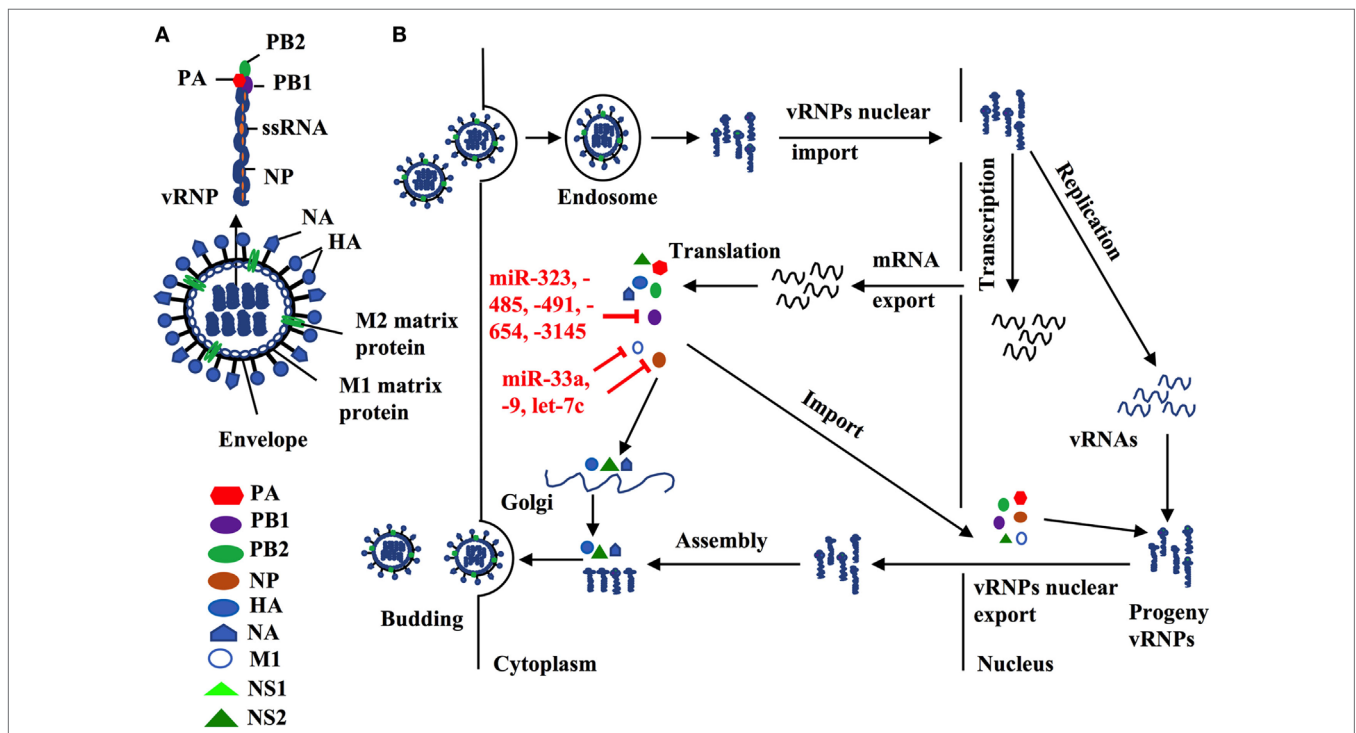 A
PB2
PA
PB1
ssRNA
NP
vRNP
NA
HA
M2 matrix
protein
M1 matrix
protein
Envelope
PA
PB1
PB2
NP
HA
NA
M1
NS1
NS2
B
Endosome
vRNPs nuclear
import
Transcription
Replication
Translation
mRNA
export
miR-323, -
485, -491, -
654, -3145
miR-33a,
-9, let-7c
Import
vRNAs
Golgi
Assembly
Budding
vRNPs nuclear
export
Progeny
vRNPs
Cytoplasm
Nucleus